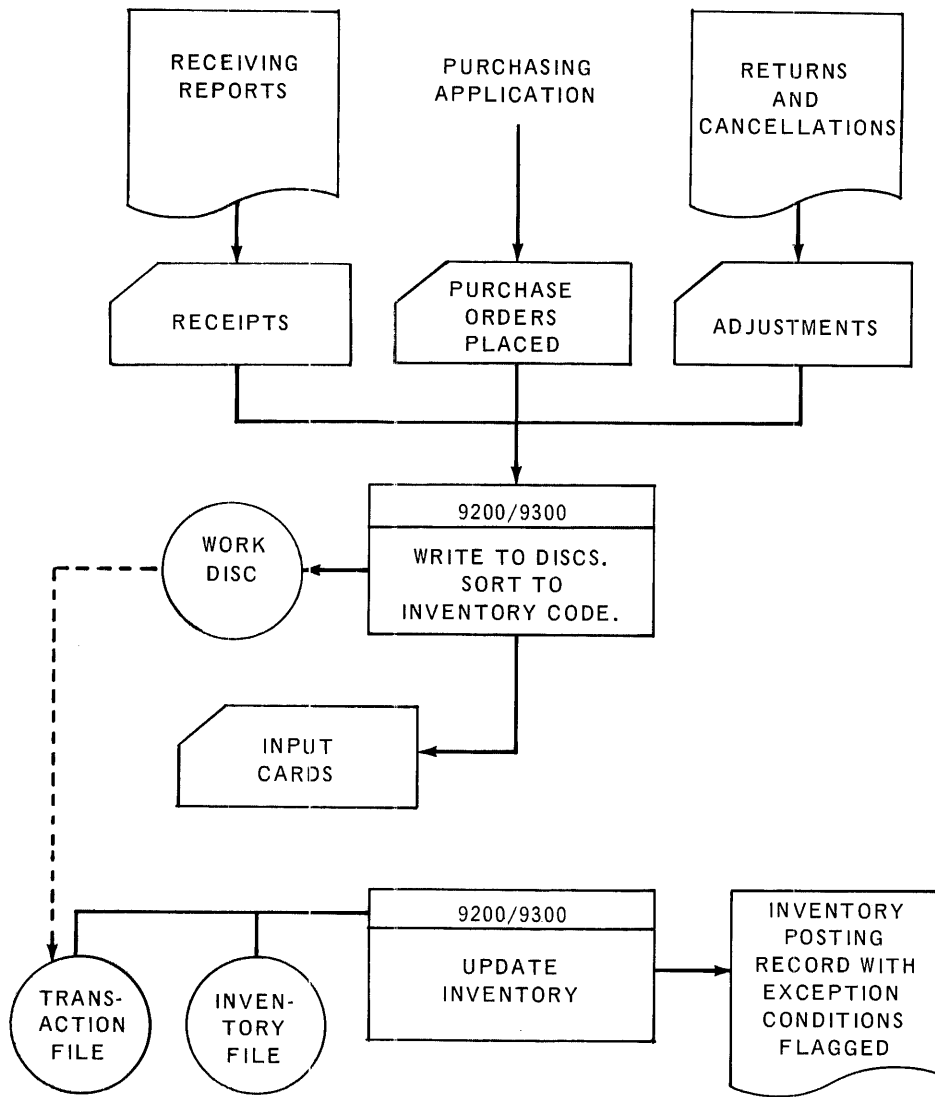 RECEIVING
REPORTS
PURCHASING
APPLICATION
RETURNS
AND
CANCELLATIONS
RECEIPTS
PURCHASE
ORDERS
PLACED
ADJUSTMENTS
9200/9300
WRITE TO DISCS.
SORT TO
INVENTORY CODE.
WORK
DISC
INPUT
CARDS
9200/9300
UPDATE
INVENTORY
TRANS-
ACTION
FILE
INVEN-
TORY
FILE
INVENTORY
POSTING
RECORD WITH
EXCEPTION
CONDITIONS
FLAGGED